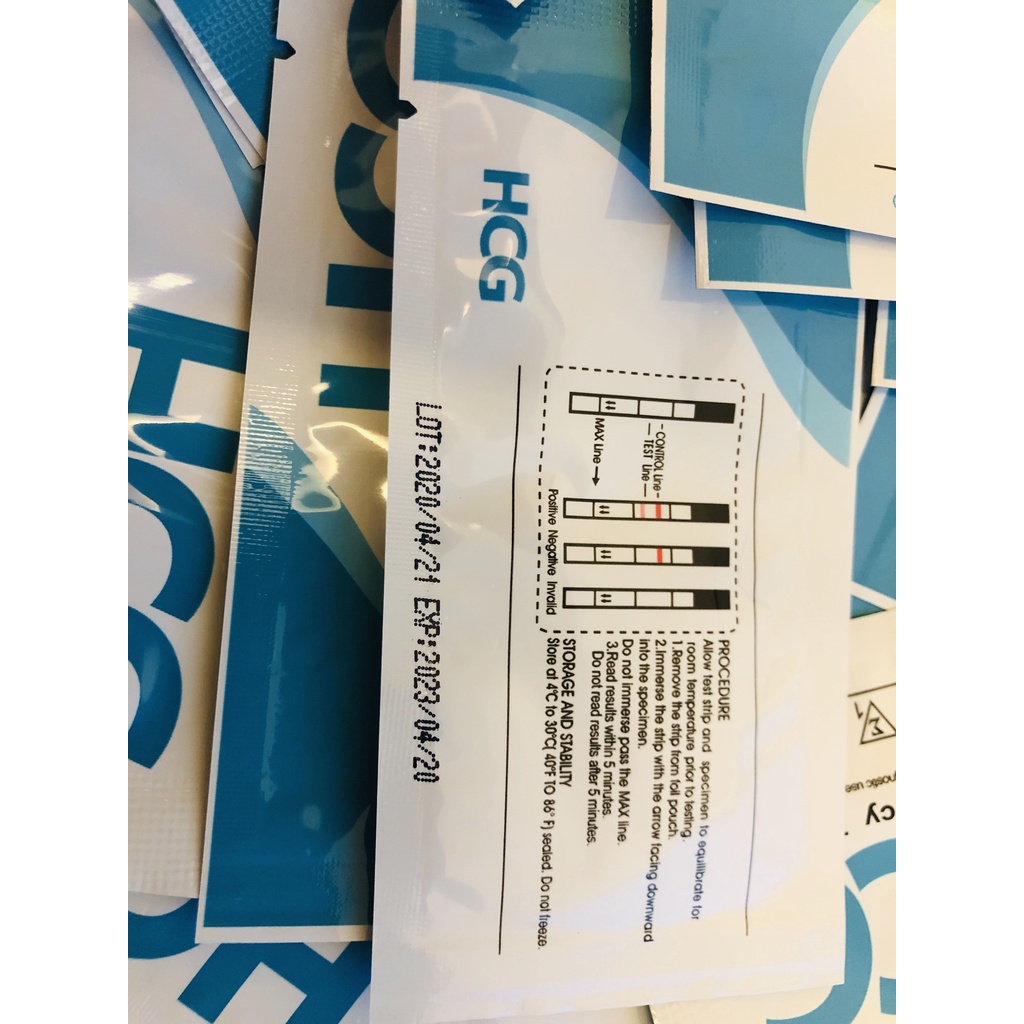 HCG
CONTROL Line
TEST Line
MAX Line
Positive Negative Invalid
PROCEDURE
Allow test strip and specimen to equilibrate for
room temperature prior to testing.
1.Remove the strip from foil pouch.
2.Immerse the strip with the arrow facing downward
into the specimen.
Do not immerse pass the MAX line.
3.Read results within 5 minutes.
Do not read results after 5 minutes.
STORAGE AND STABILITY
Store at 4°C to 30°C( 40°F TO 86° F) sealed. Do not freeze.
LOT:2020/04/21 EXP:2023/04/20
HCG